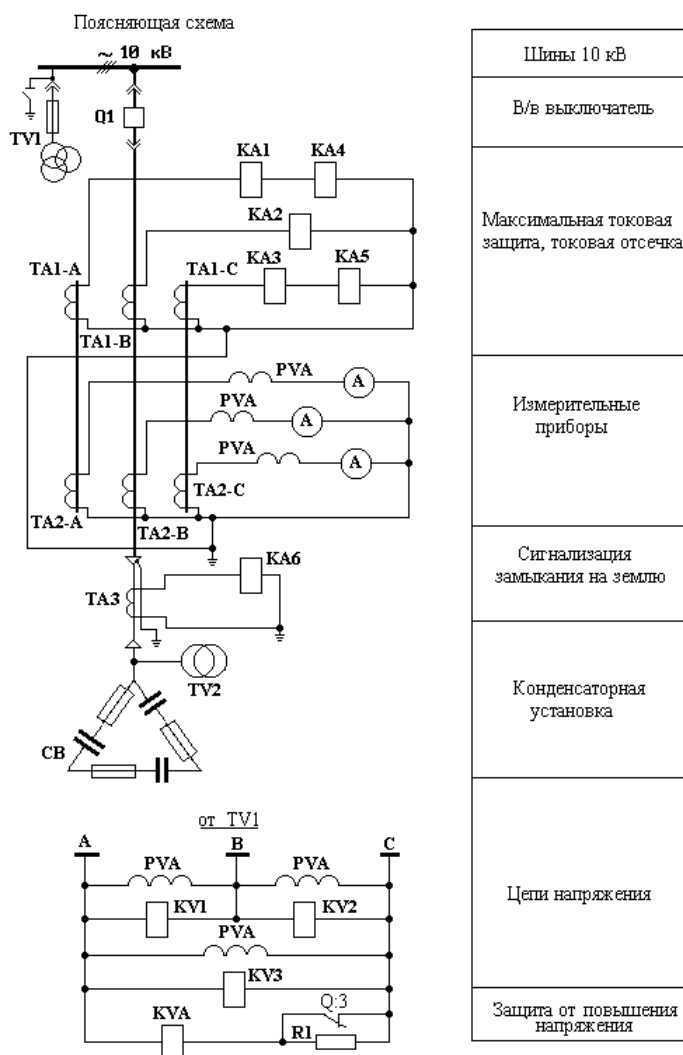 Поясняющая схема
~ 10 кВ
Q1
TV1
KA1
KA4
KA2
KA3
KA5
TA1-A
TA1-C
TA1-B
PVA
A
PVA
A
PVA
A
TA2-C
TA2-A
TA2-B
KA6
TA3
TV2
CB
от TV1
A
B
C
PVA
PVA
KV1
KV2
PVA
KV3
Q:3
KVA
R1
Шины 10 кВ
В/в выключатель
Максимальная токовая
защита, токовая отсечка
Измерительные
приборы
Сигнализация
замыкания на землю
Конденсаторная
установка
Цепи напряжения
Защита от повышения
напряжения